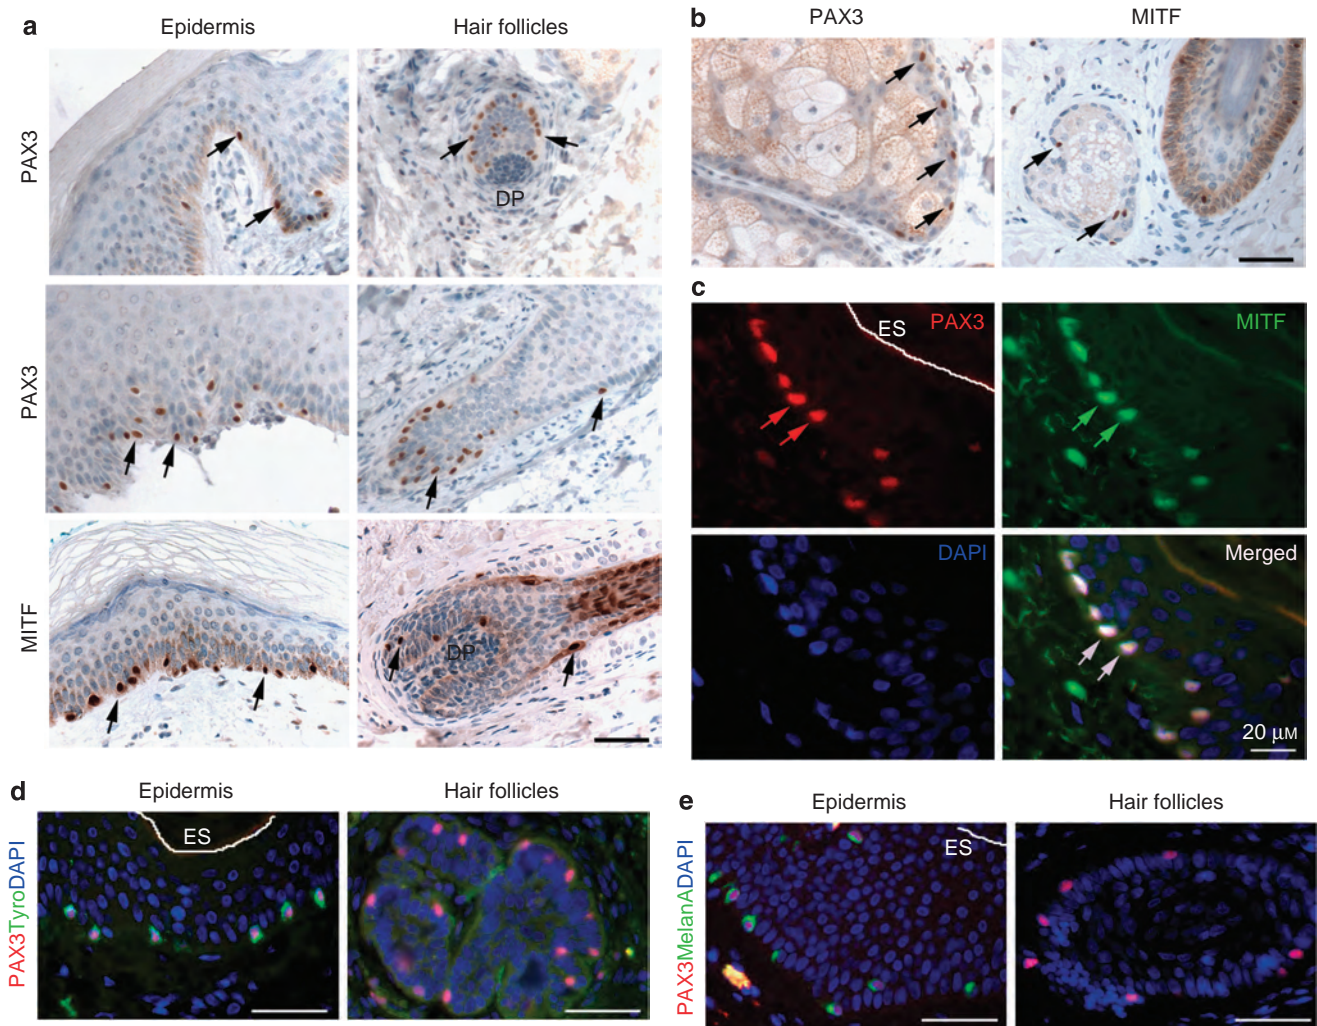 a
Epidermis
Hair follicles
PAX3
DP
PAX3
MITF
DP
b
PAX3
MITF
c
ES
PAX3
MITF
DAPI
Merged
20 μM
d
Epidermis
Hair follicles
PAX3TyroDAPI
ES
e
Epidermis
Hair follicles
PAX3MelanADAPI
ES